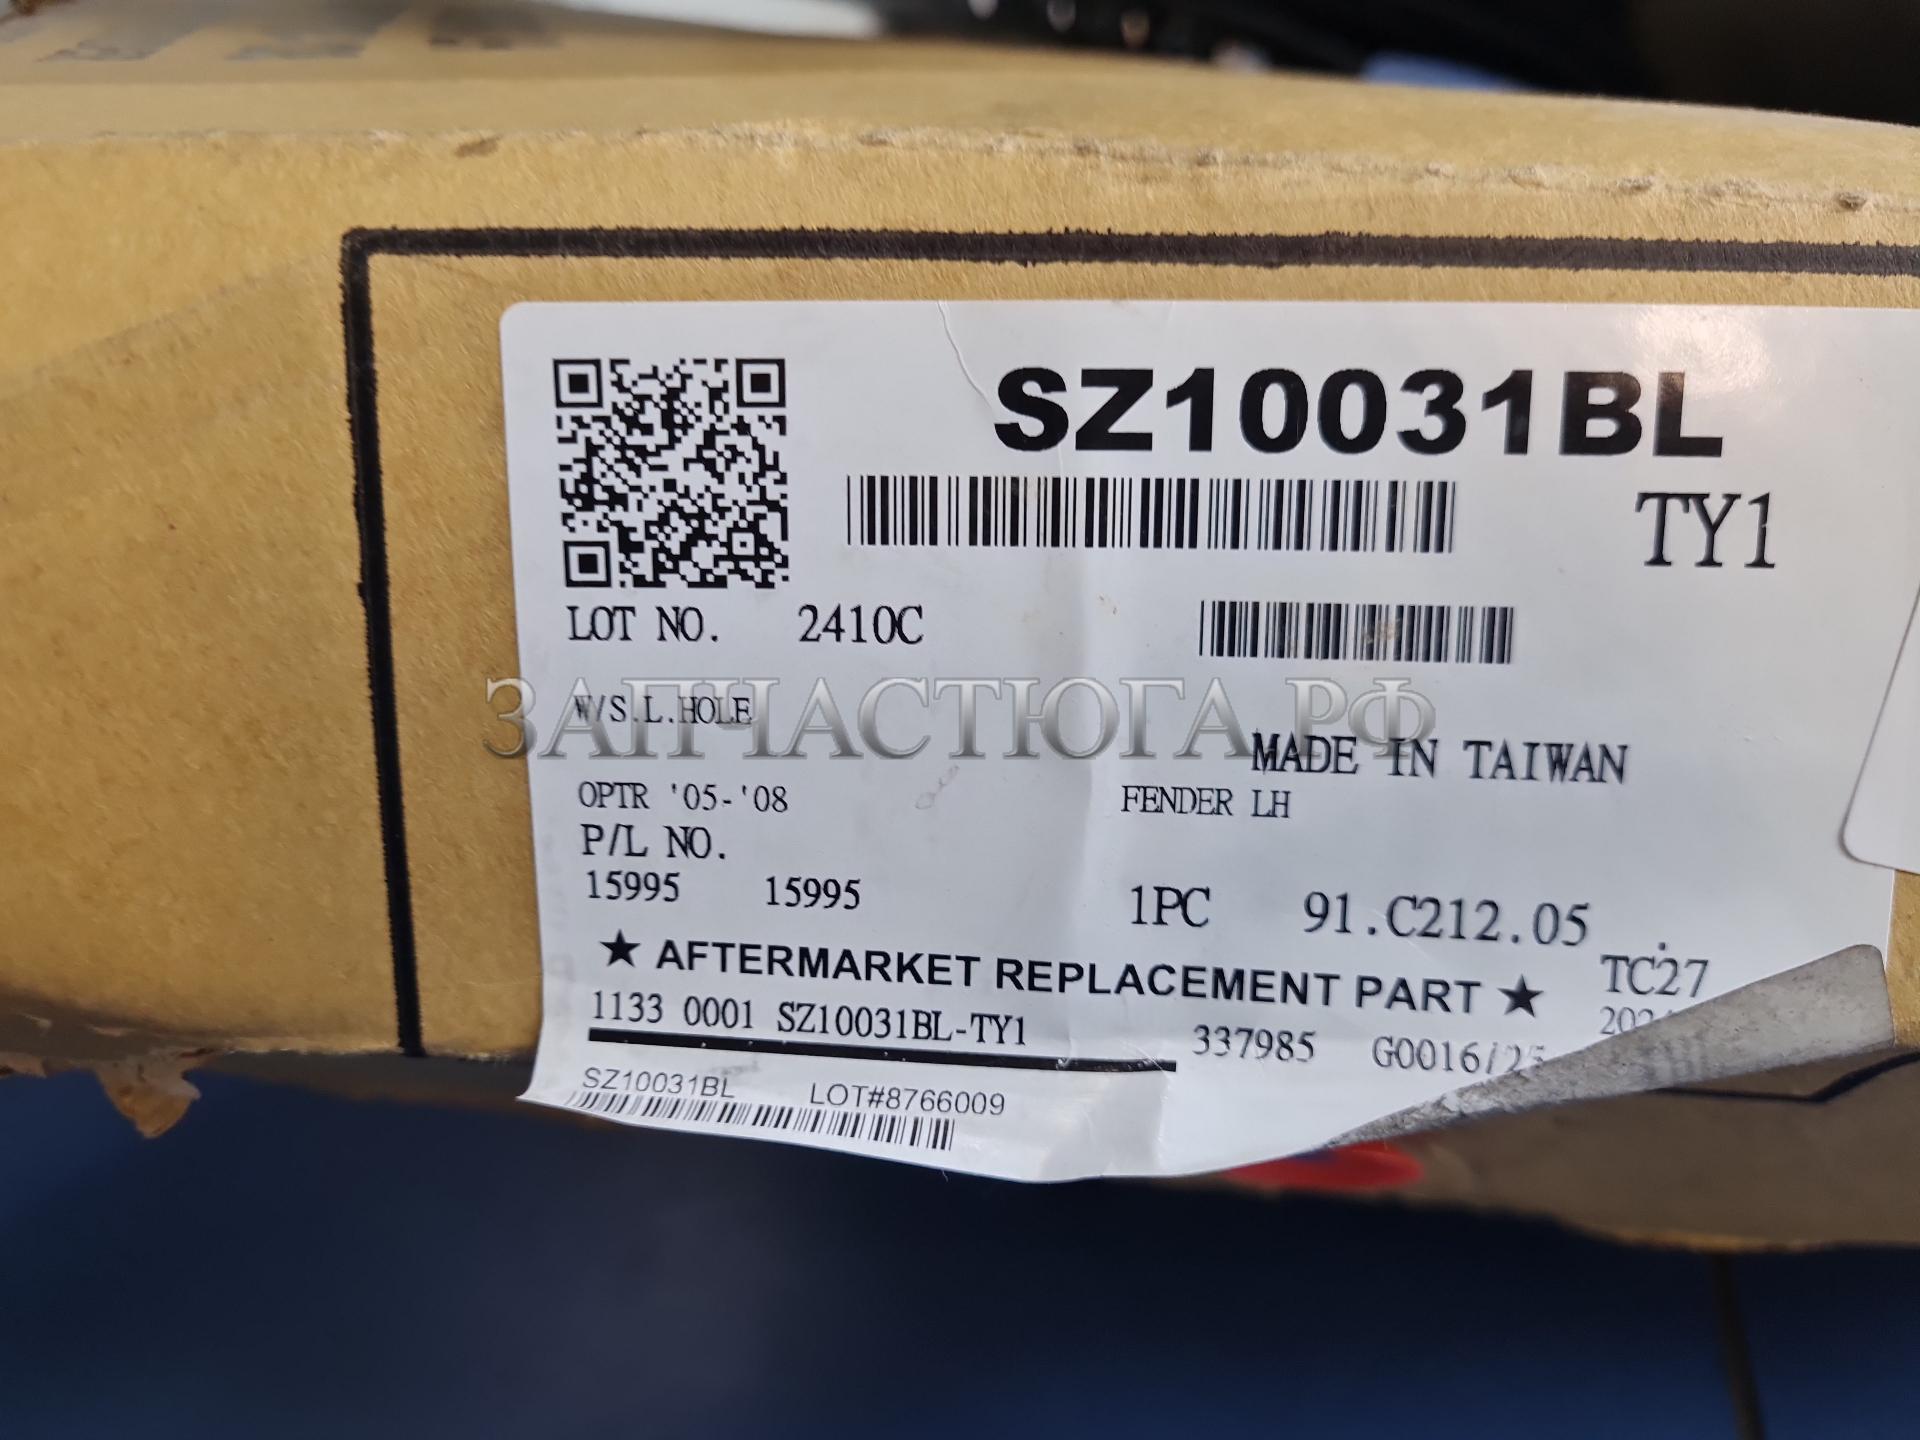 SZ10031BL
TY1
LOT NO. 2410C
W/S.L.HOLE
ЗАПЧАСТЮГА.РФ
MADE IN TAIWAN
OPTR '05-'08 FENDER LH
P/L NO.
15995 15995 1PC 91.C212.05
★ AFTERMARKET REPLACEMENT PART ★ TC27
1133 0001 SZ10031BL-TY1 337985
SZ10031BL LOT#8766009